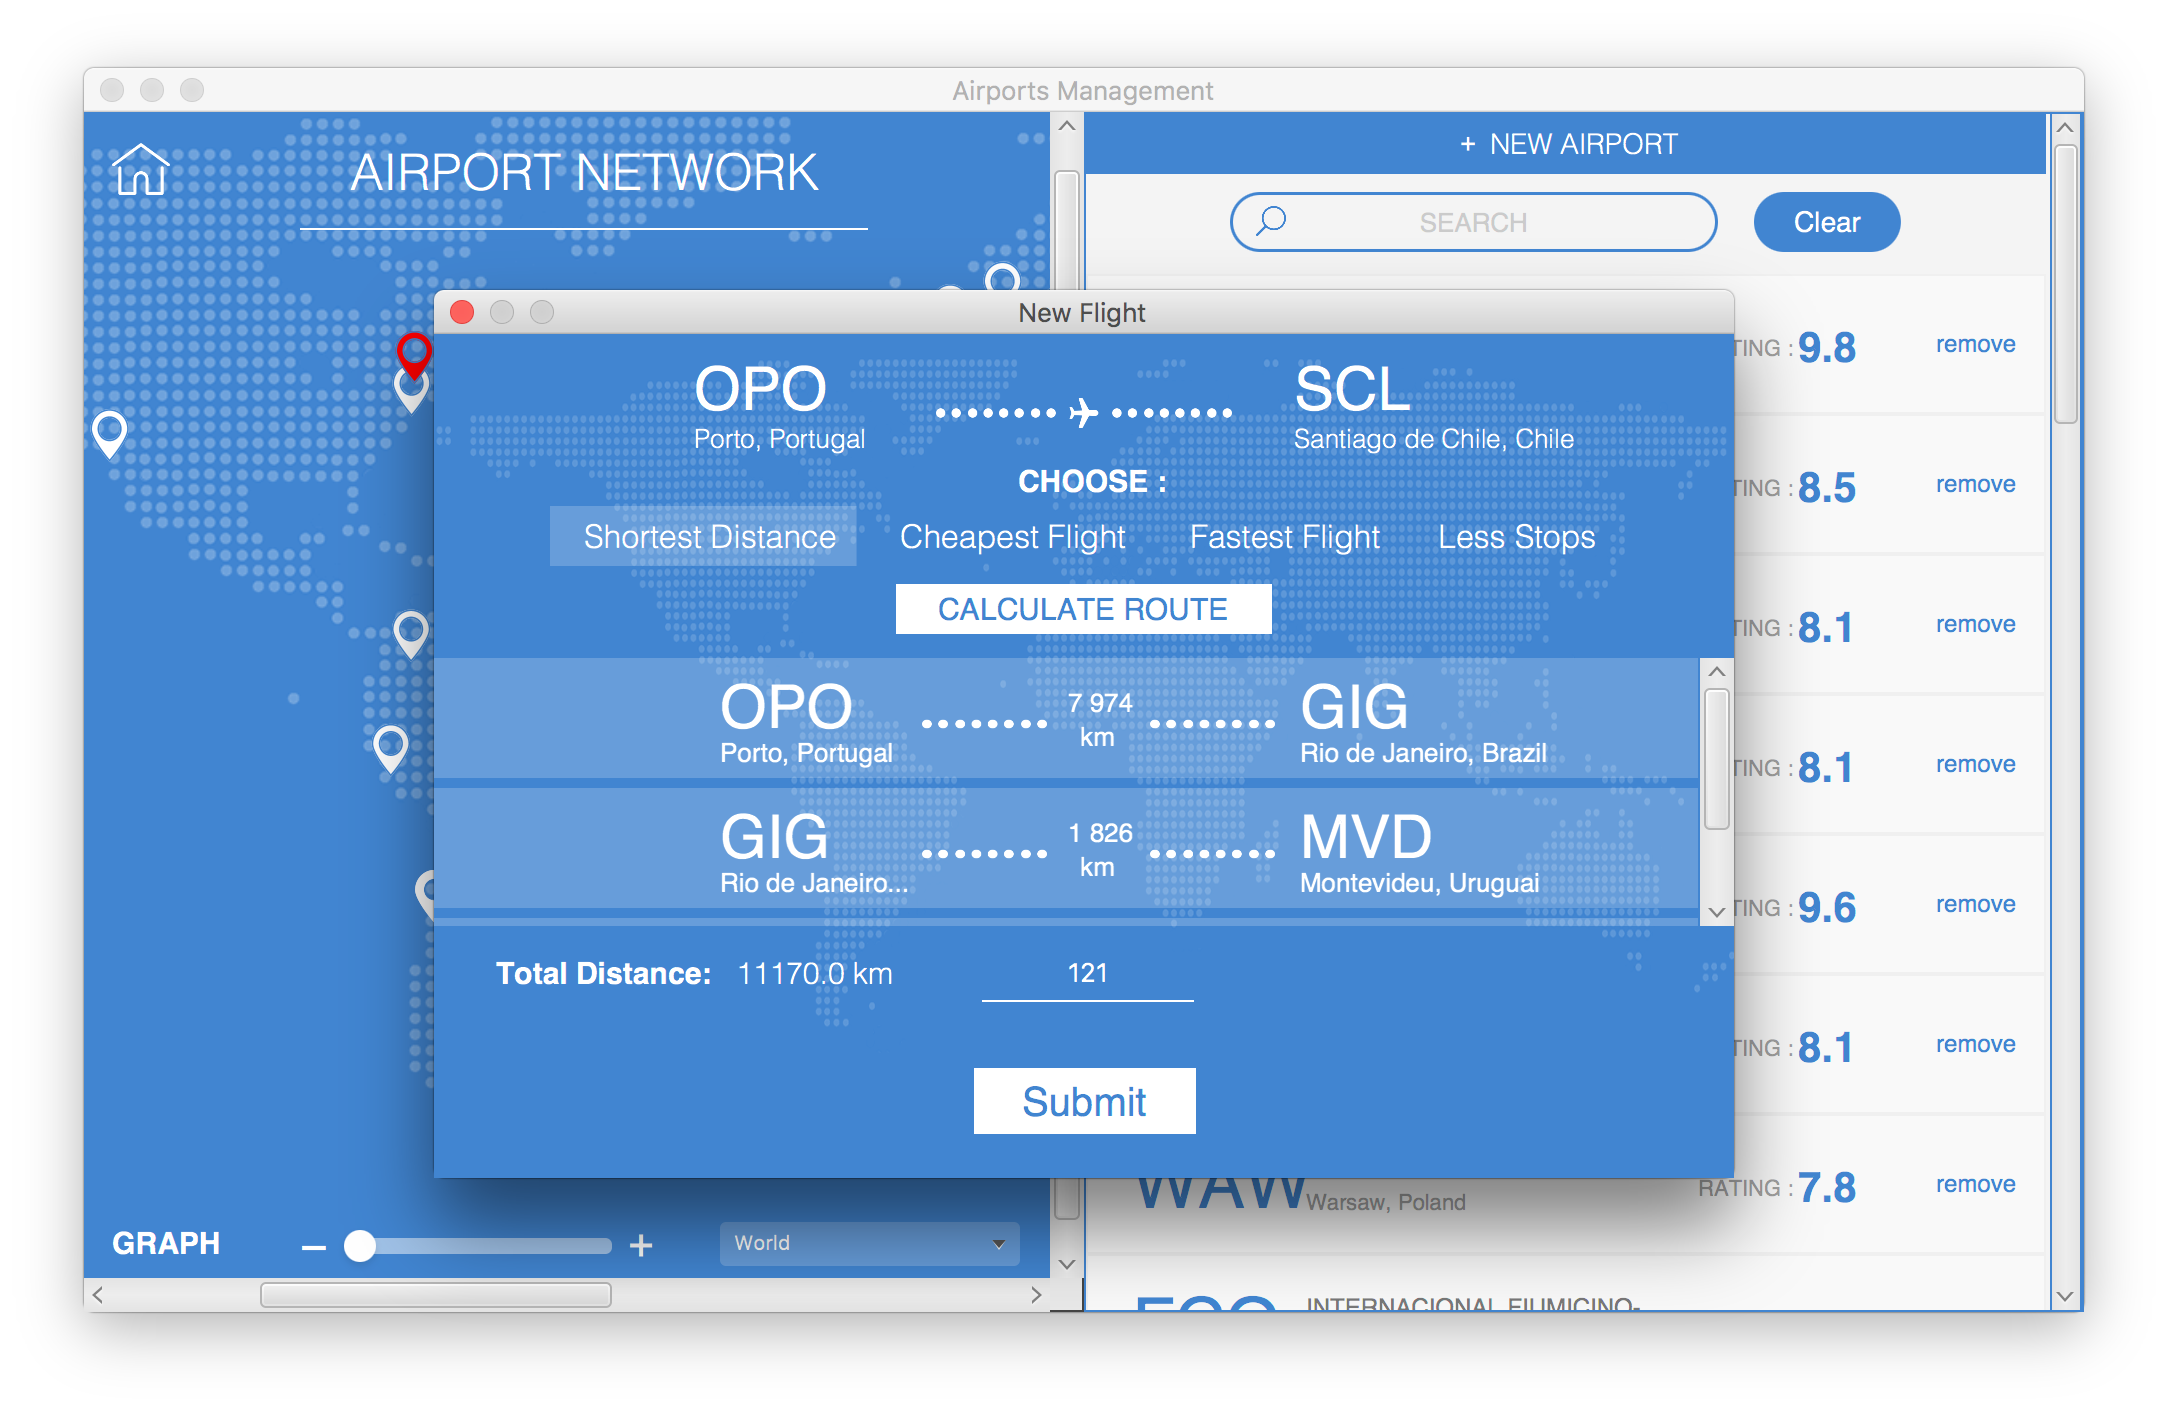 Airports Management
AIRPORT NETWORK
+ NEW AIRPORT
SEARCH
Clear
New Flight
OPO
Porto, Portugal
SCL
Santiago de Chile, Chile
CHOOSE :
Shortest Distance
Cheapest Flight
Fastest Flight
Less Stops
CALCULATE ROUTE
OPO
Porto, Portugal
7 974
km
GIG
Rio de Janeiro, Brazil
GIG
Rio de Janeiro...
1 826
km
MVD
Montevideu, Uruguai
Total Distance: 11170.0 km
121
Submit
TING : 9.8 remove
TING : 8.5 remove
TING : 8.1 remove
TING : 8.1 remove
TING : 9.6 remove
TING : 8.1 remove
WAW
Warsaw, Poland
RATING : 7.8 remove
FCO
INTERNACIONAL FIUMICINO-
GRAPH
–
+
World